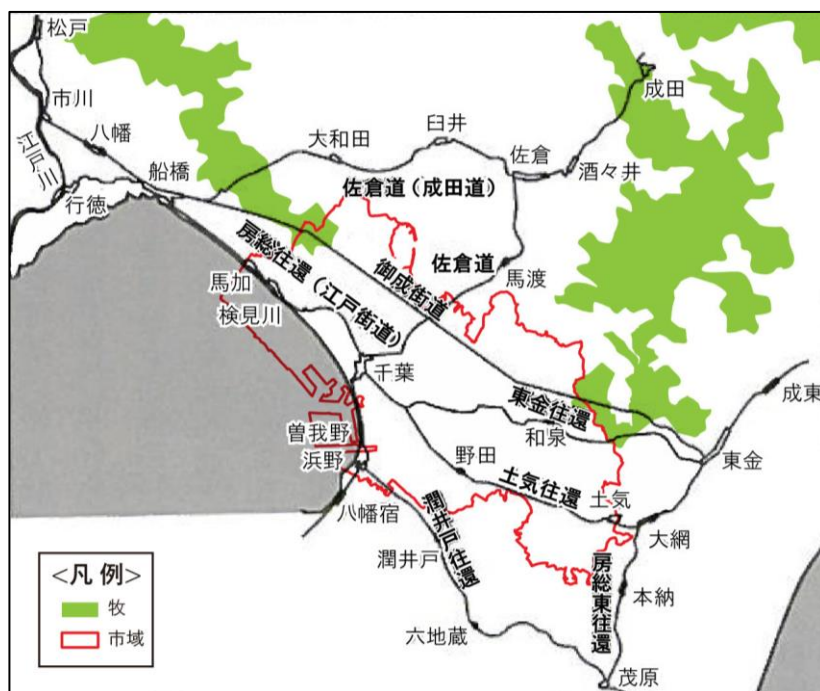 松戸
市川
八幡
江戸川
船橋
行徳
大和田
臼井
佐倉
酒々井
成田
佐倉道（成田道）
佐倉道
馬渡
房総往還（江戸街道）
御成街道
馬加
検見川
千葉
東金往還
成東
曽我野
和泉
東金
浜野
野田
土気往還
土気
八幡宿
大網
潤井戸
潤井戸往還
房総東往還
本納
六地蔵
茂原
<凡 例>
牧
市域